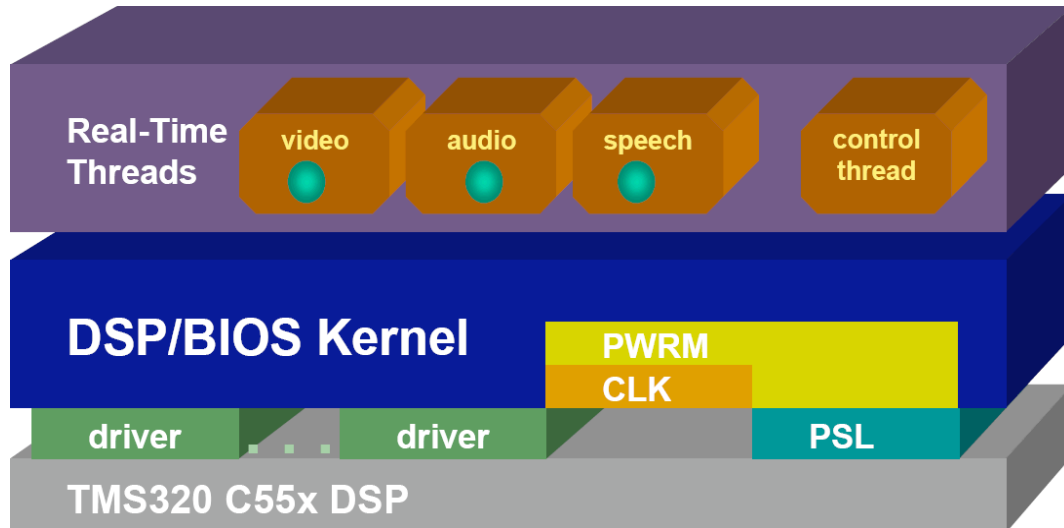 Real-Time
Threads
video
audio
speech
control
thread
DSP/BIOS Kernel
PWRM
CLK
driver
. . .
driver
PSL
TMS320 C55x DSP